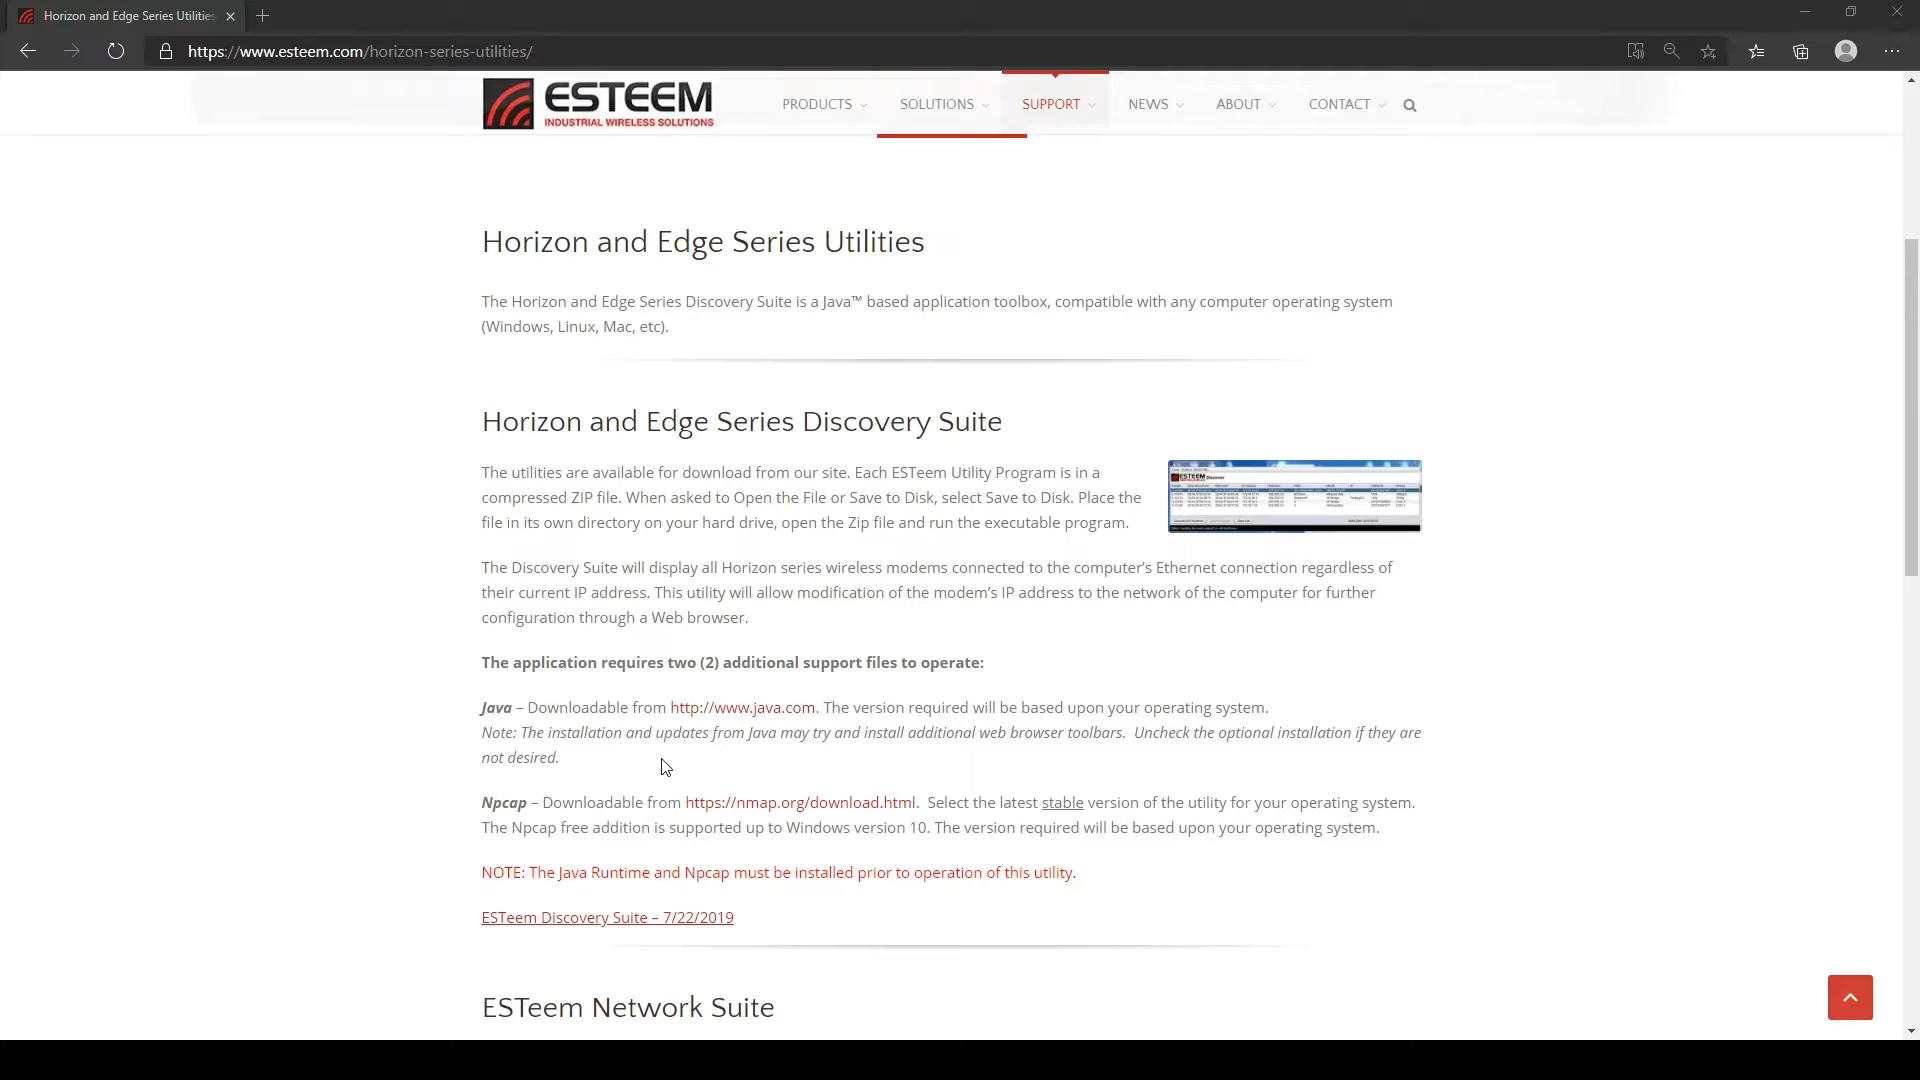 Horizon and Edge Series Utilities
https://www.esteem.com/horizon-series-utilities/
ESTEEM
INDUSTRIAL WIRELESS SOLUTIONS
PRODUCTS
SOLUTIONS
SUPPORT
NEWS
ABOUT
CONTACT
Horizon and Edge Series Utilities
The Horizon and Edge Series Discovery Suite is a Java™ based application toolbox, compatible with any computer operating system
(Windows, Linux, Mac, etc).
Horizon and Edge Series Discovery Suite
The utilities are available for download from our site. Each ESTeem Utility Program is in a
compressed ZIP file. When asked to Open the File or Save to Disk, select Save to Disk. Place the
file in its own directory on your hard drive, open the Zip file and run the executable program.
The Discovery Suite will display all Horizon series wireless modems connected to the computer's Ethernet connection regardless of
their current IP address. This utility will allow modification of the modem's IP address to the network of the computer for further
configuration through a Web browser.
The application requires two (2) additional support files to operate:
Java – Downloadable from http://www.java.com. The version required will be based upon your operating system.
Note: The installation and updates from Java may try and install additional web browser toolbars. Uncheck the optional installation if they are
not desired.
Npcap – Downloadable from https://nmap.org/download.html. Select the latest stable version of the utility for your operating system.
The Npcap free addition is supported up to Windows version 10. The version required will be based upon your operating system.
NOTE: The Java Runtime and Npcap must be installed prior to operation of this utility.
ESTeem Discovery Suite – 7/22/2019
ESTeem Network Suite